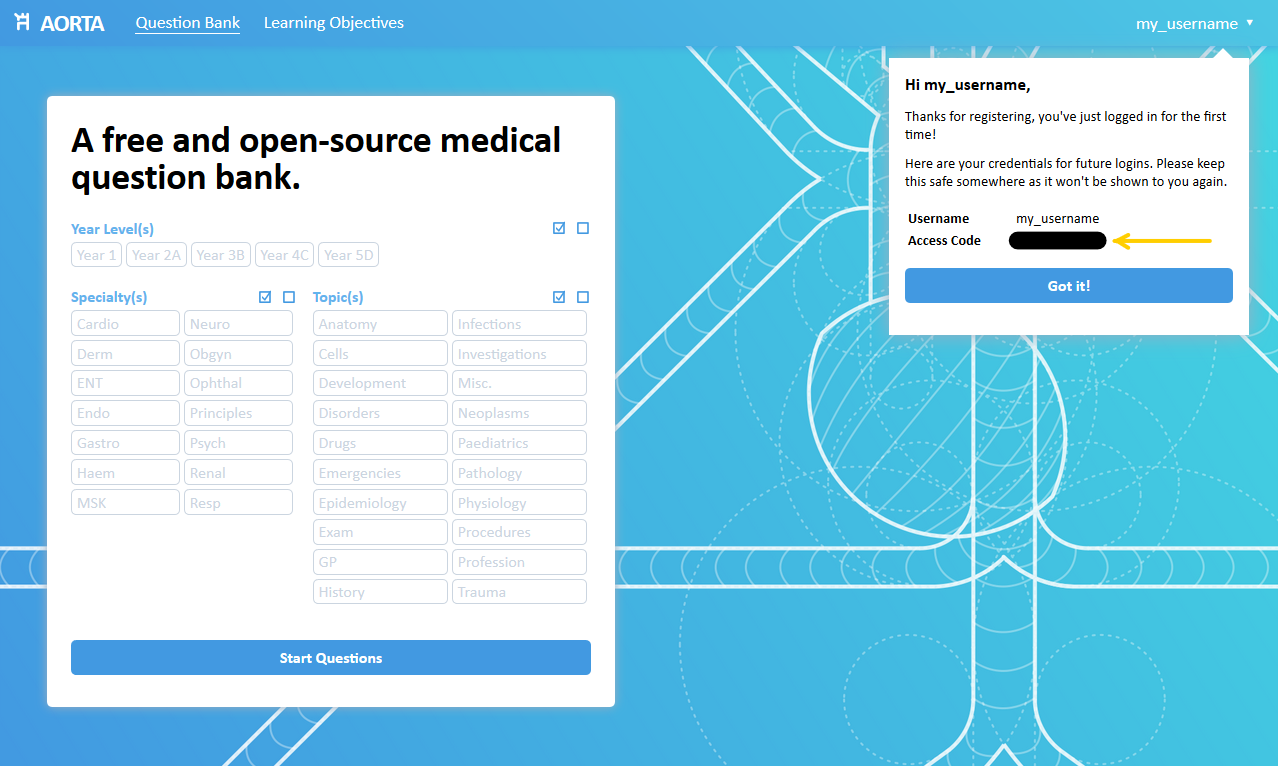 AORTA Question Bank Learning Objectives my_username
A free and open-source medical
question bank.
Year Level(s)
Year 1 Year 2A Year 3B Year 4C Year 5D
Specialty(s)
Cardio Neuro
Derm Obgyn
ENT Ophthal
Endo Principles
Gastro Psych
Haem Renal
MSK Resp
Topic(s)
Anatomy Infections
Cells Investigations
Development Misc.
Disorders Neoplasms
Drugs Paediatrics
Emergencies Pathology
Epidemiology Physiology
Exam Procedures
GP Profession
History Trauma
Start Questions
Hi my_username,
Thanks for registering, you've just logged in for the first
time!
Here are your credentials for future logins. Please keep
this safe somewhere as it won't be shown to you again.
Username my_username
Access Code
Got it!